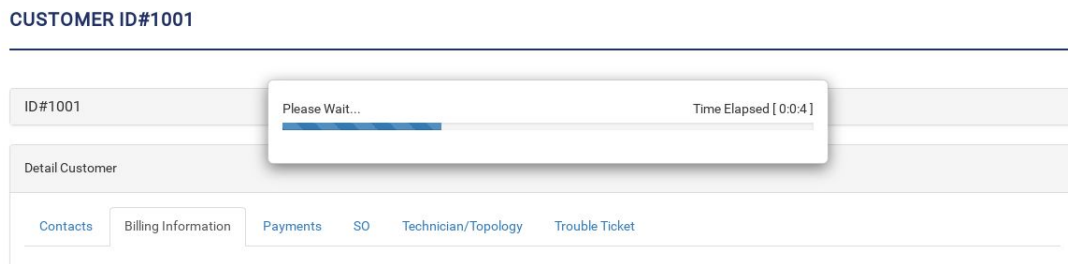 CUSTOMER ID#1001
ID#1001
Please Wait... Time Elapsed [ 0:0:4 ]
Detail Customer
Contacts Billing Information Payments SO Technician/Topology Trouble Ticket